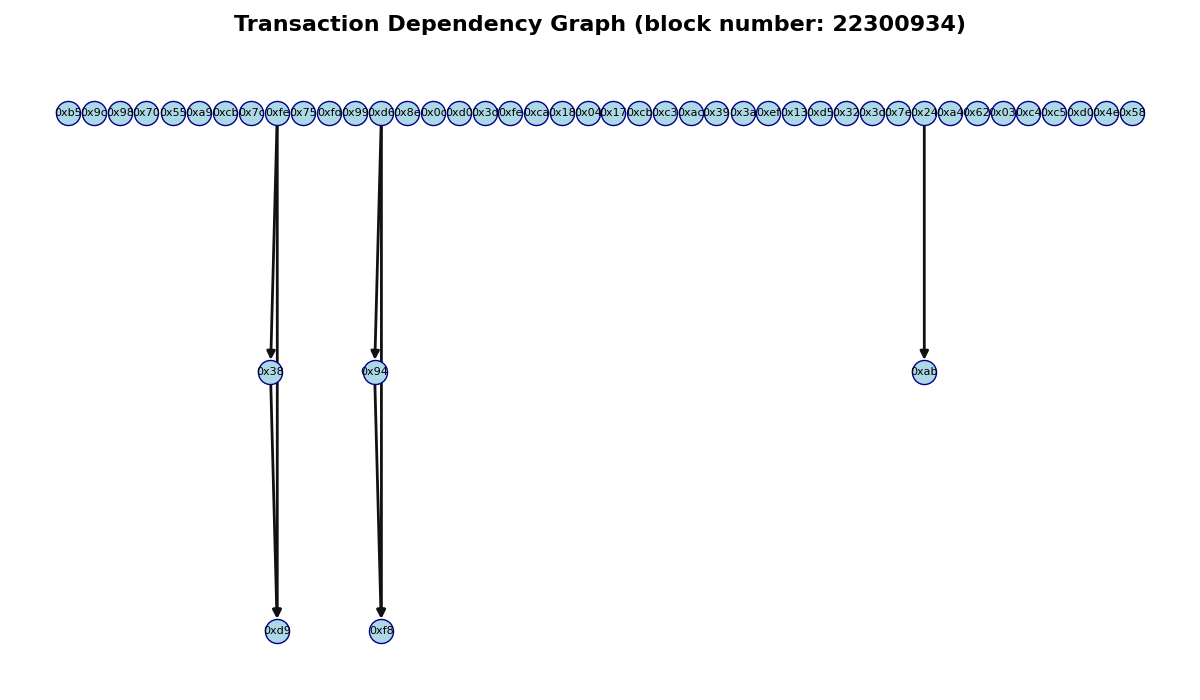 Transaction Dependency Graph (block number: 22300934)
0xb5 0x9c 0x98 0x70 0x55 0xa9 0xcb 0x7c 0xfe 0x75 0xfd 0x99 0xd6 0x8e 0x0c 0xd0 0x3c 0xfe 0xca 0x18 0x04 0x17 0xcb 0xc3 0xac 0x39 0x3a 0xef 0x13 0xd5 0x32 0x3d 0x7e 0x24 0xa4 0x62 0x03 0xc4 0xc5 0xd0 0x4e 0x58
0x38 0x94 0xab
0xd9 0xf8